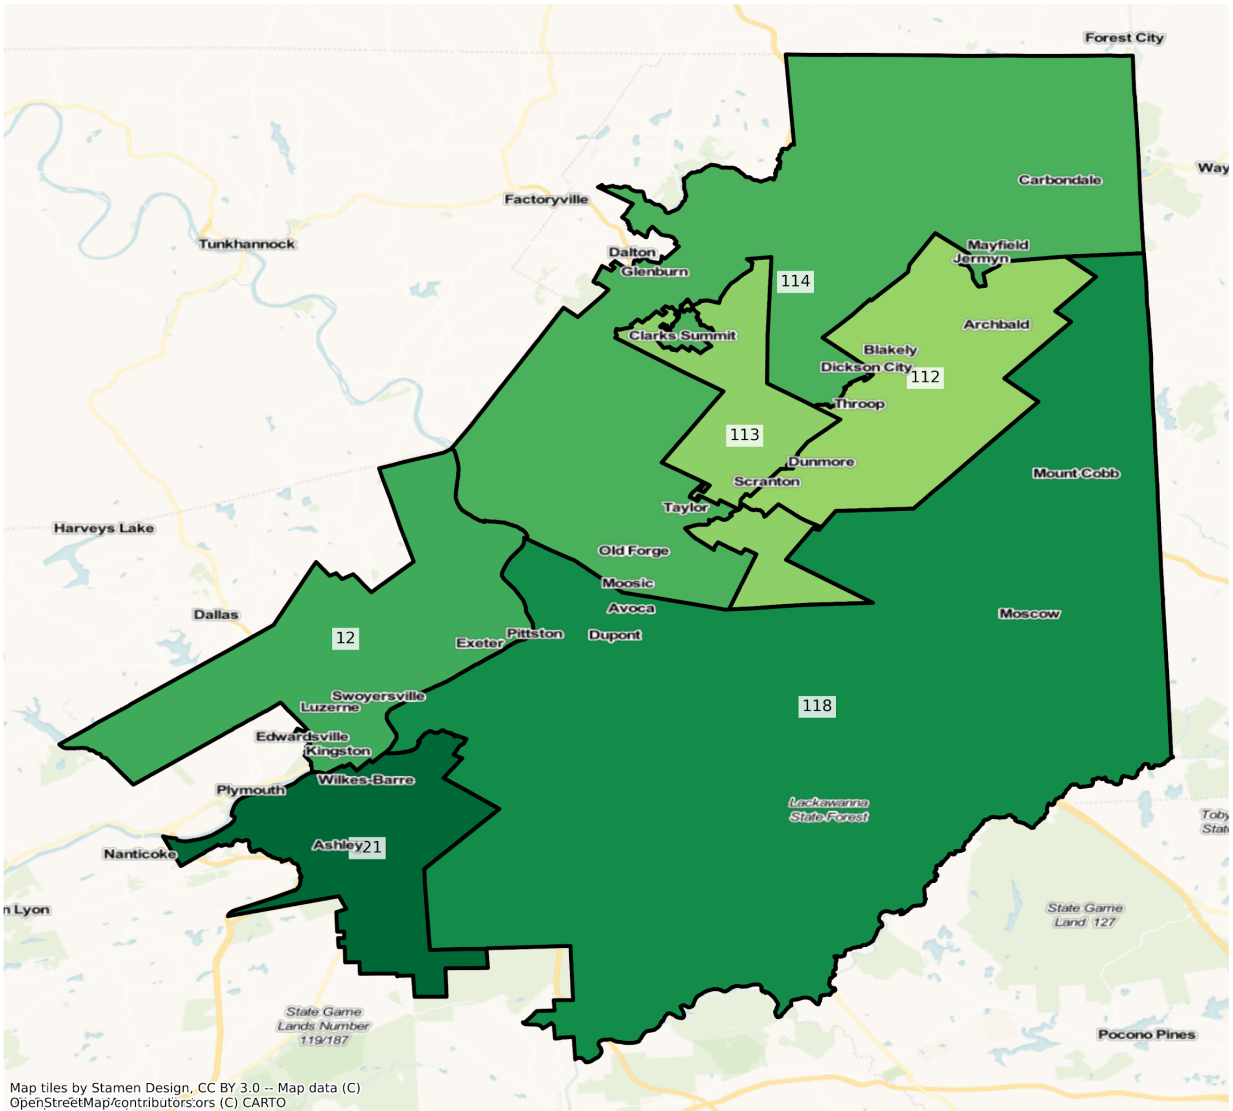 Forest City
Way
Carbondale
Factoryville
Tunkhannock
Mayfield
Dalton
Jermyn
Glenburn
114
Archbald
Clarks Summit
Blakely
Dickson City
112
Throop
113
Dunmore
Mount Cobb
Scranton
Taylor
Harveys Lake
Old Forge
Moosic
Avoca
Moscow
Dallas
Pittston
Dupont
12
Exeter
Swoyersville
Luzerne
118
Edwardsville
Kingston
Wilkes-Barre
Plymouth
Lackawanna
State Forest
Toby
State
Ashley
21
Nanticoke
n Lyon
State Game
Land 127
State Game
Lands Number
119/187
Pocono Pines
Map tiles by Stamen Design, CC BY 3.0 -- Map data (C)
OpenStreetMap contributors (C) CARTO